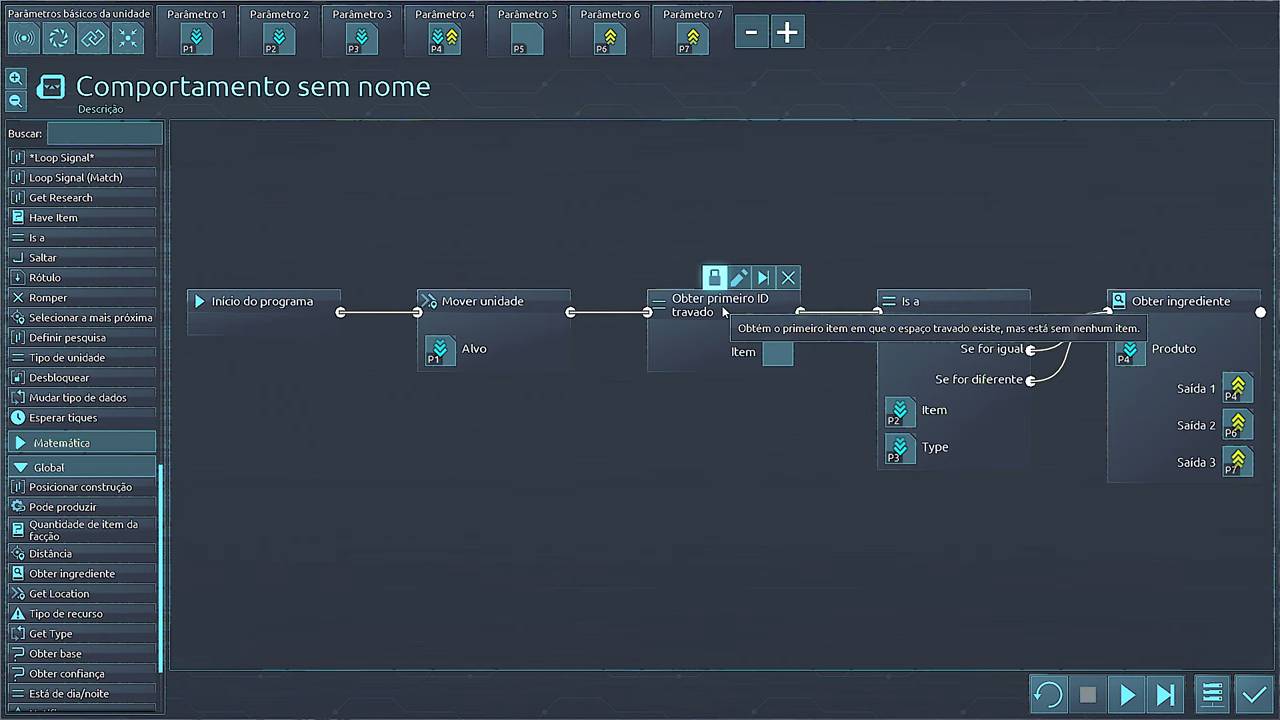 Parâmetros básicos da unidade
Parâmetro 1
Parâmetro 2
Parâmetro 3
Parâmetro 4
Parâmetro 5
Parâmetro 6
Parâmetro 7
P1
P2
P3
P4
P5
P6
P7
Comportamento sem nome
Descrição
Buscar:
*Loop Signal*
Loop Signal (Match)
Get Research
Have Item
Is a
Saltar
Rótulo
Romper
Selecionar a mais próxima
Definir pesquisa
Tipo de unidade
Desbloquear
Mudar tipo de dados
Esperar tiques
Matemática
Global
Posicionar construção
Pode produzir
Quantidade de item da
facção
Distância
Obter ingrediente
Get Location
Tipo de recurso
Get Type
Obter base
Obter confiança
Está de dia/noite
Início do programa
Mover unidade
P1
Alvo
Obter primeiro ID
travado
Item
Obtém o primeiro item em que o espaço travado existe, mas está sem nenhum item.
Is a
Se for igual
Se for diferente
P2
Item
P3
Type
Obter ingrediente
P4
Produto
Saída 1
P4
Saída 2
P6
Saída 3
P7